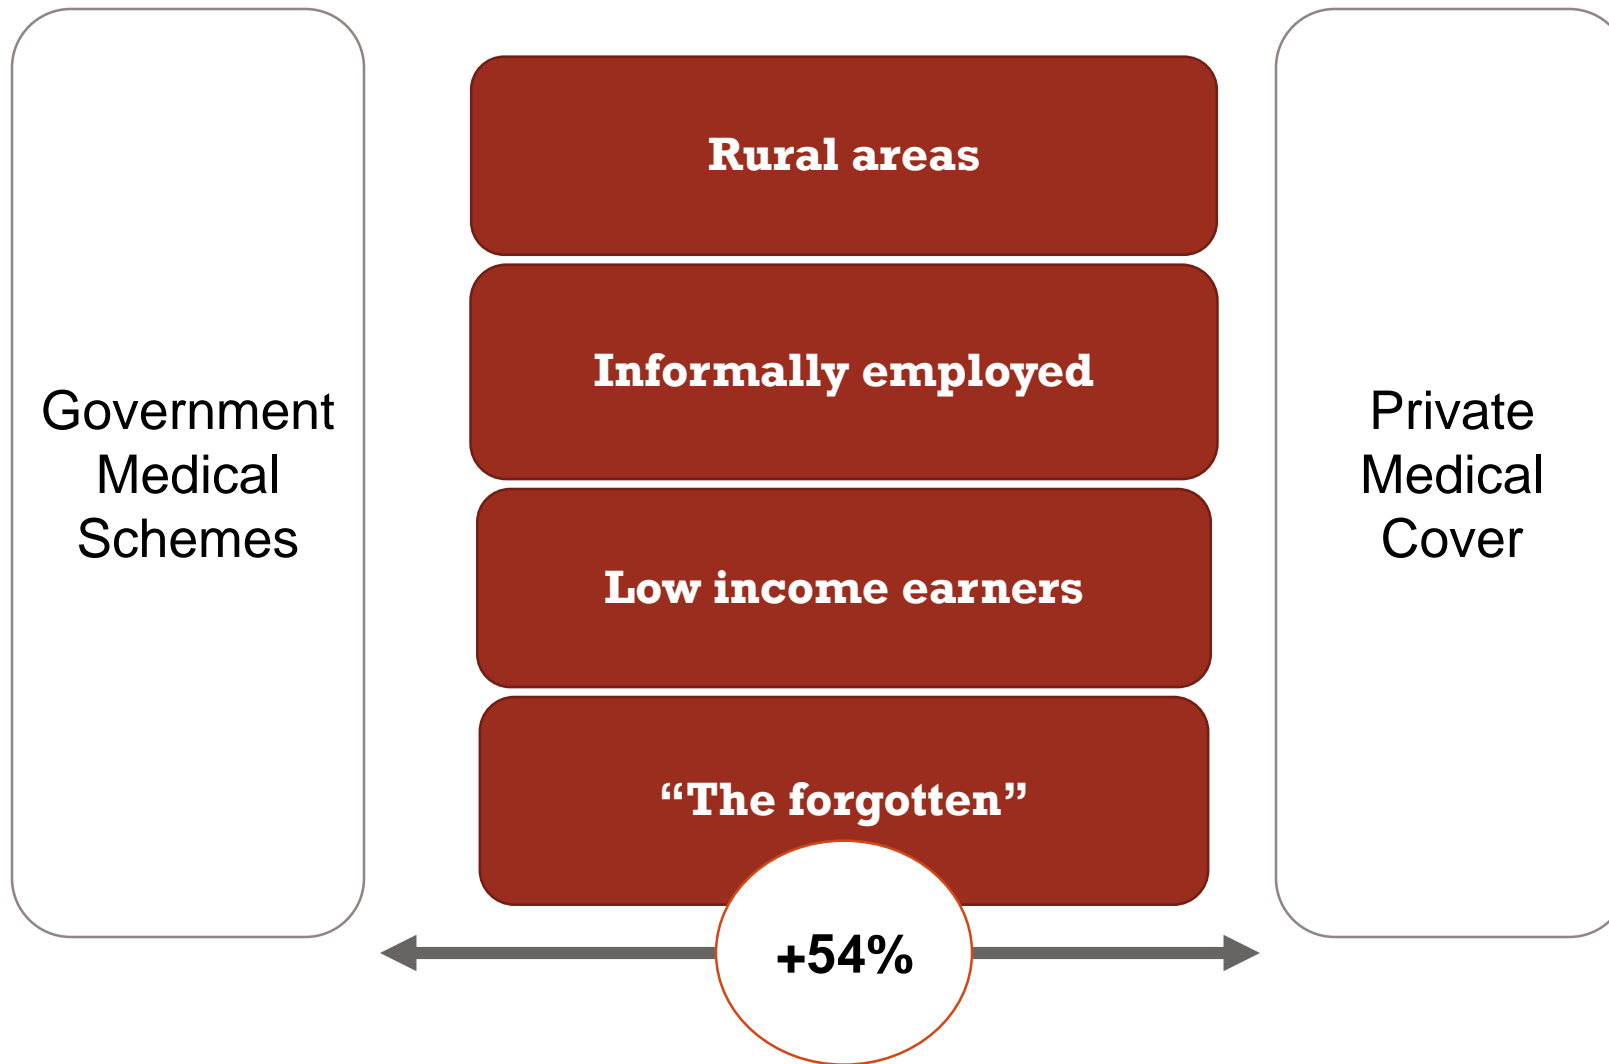 Government
Medical
Schemes
Rural areas
Informally employed
Low income earners
“The forgotten”
+54%
Private
Medical
Cover